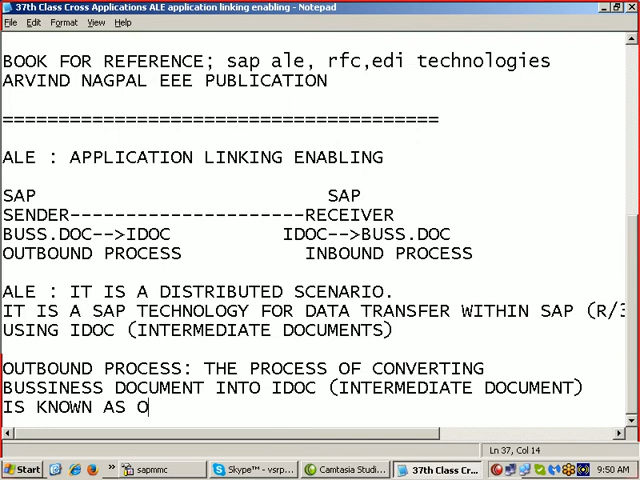 37th Class Cross Applications ALE application linking enabling - Notepad
File Edit Format View Help
BOOK FOR REFERENCE; sap ale, rfc,edi technologies
ARVIND NAGPAL EEE PUBLICATION
=======================================
ALE : APPLICATION LINKING ENABLING
SAP SAP
SENDER---------------------RECEIVER
BUSS.DOC-->IDOC IDOC-->BUSS.DOC
OUTBOUND PROCESS INBOUND PROCESS
ALE : IT IS A DISTRIBUTED SCENARIO.
IT IS A SAP TECHNOLOGY FOR DATA TRANSFER WITHIN SAP (R/3
USING IDOC (INTERMEDIATE DOCUMENTS)
OUTBOUND PROCESS: THE PROCESS OF CONVERTING
BUSSINESS DOCUMENT INTO IDOC (INTERMEDIATE DOCUMENT)
IS KNOWN AS O
Ln 37, Col 14
Start sapmmc Skype™ - vsrp... Camtasia Studi... 37th Class Cr... 9:50 AM